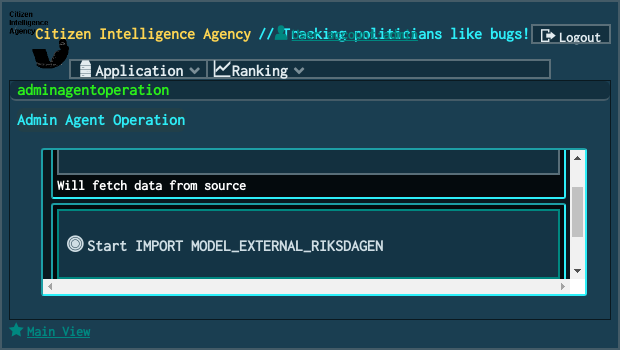 Citizen
Intelligence
Agency
Citizen Intelligence Agency // Tracking politicians like bugs!
Logout
Application
Ranking
adminagentoperation
Admin Agent Operation
Will fetch data from source
Start IMPORT MODEL_EXTERNAL_RIKSDAGEN
Main View